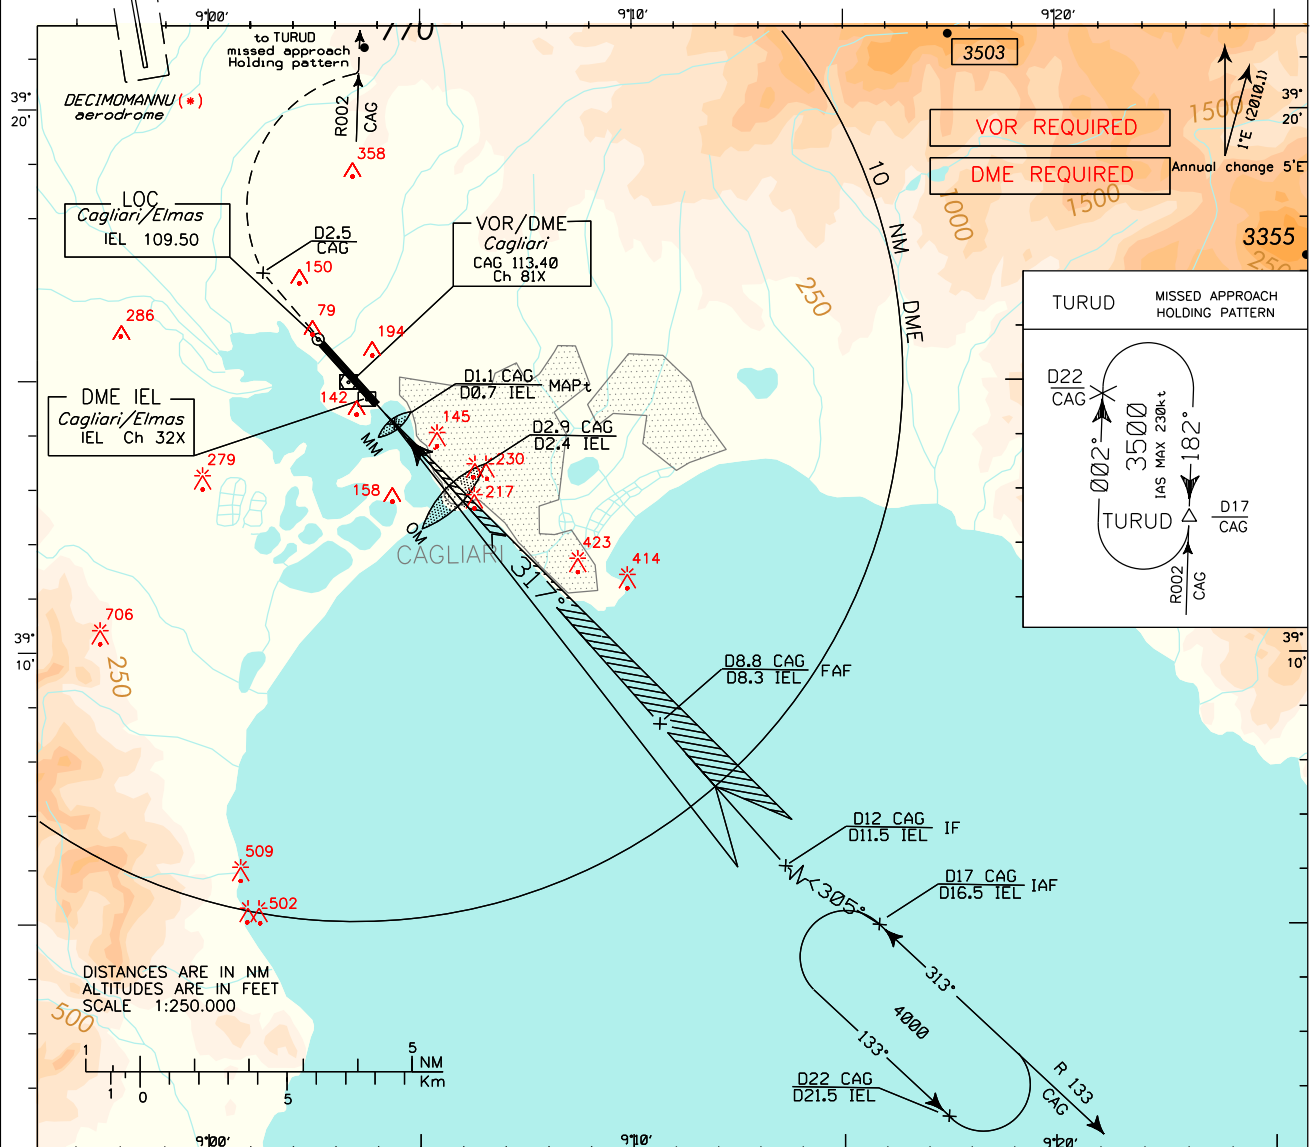 9°00'
9°10'
9°20'
to TURUD
missed approach
Holding pattern
770
3503
39°
20'
39°
20'
DECIMOMANNU (*)
aerodrome
R002
CAG
358
VOR REQUIRED
DME REQUIRED
1500
1°E (2010.1)
Annual change 5'E
1000
1500
10 NM DME
LOC
Cagliari/Elmas
IEL 109.50
VOR/DME
Cagliari
CAG 113.40
Ch 81X
D2.5
CAG
150
3355
250
250
286
79
194
TURUD
MISSED APPROACH
HOLDING PATTERN
D22
CAG
002°
3500
IAS MAX 230kt
182°
TURUD
D17
CAG
R002
CAG
DME IEL
Cagliari/Elmas
IEL Ch 32X
142
D1.1 CAG
D0.7 IEL
MAPt
145
MM
D2.9 CAG
D2.4 IEL
279
230
158
217
OM
CAGLIARI
317°
423
414
706
250
39°
10'
39°
10'
D8.8 CAG
D8.3 IEL
FAF
D12 CAG
D11.5 IEL
IF
509
305°
D17 CAG
D16.5 IEL
IAF
502
313°
4000
133°
DISTANCES ARE IN NM
ALTITUDES ARE IN FEET
SCALE 1:250.000
500
1
5
NM
Km
1
0
5
D22 CAG
D21.5 IEL
R 133
CAG
9°00'
9°10'
9°20'